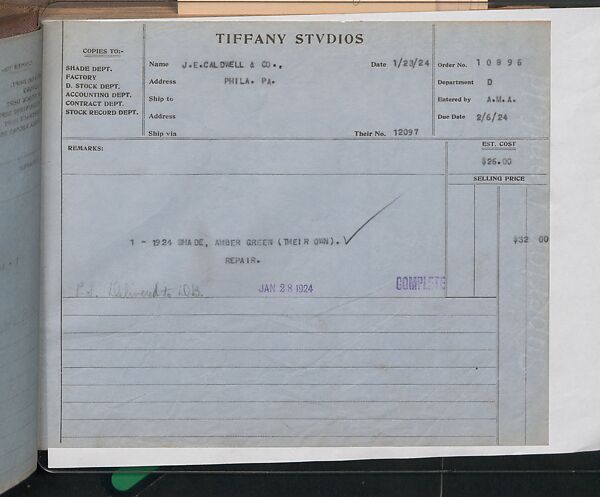 TIFFANY STVDIOS
COPIES TO:-
SHADE DEPT.
FACTORY
D. STOCK DEPT.
ACCOUNTING DEPT.
CONTRACT DEPT.
STOCK RECORD DEPT.
Name J.E.CALDWELL & CO., Date 1/23/24
Address PHILA. PA.
Ship to
Address
Ship via Their No. 12097
Order No. 10896
Department D
Entered by A.M.A.
Due Date 2/6/24
REMARKS:
EST. COST
$26.00
SELLING PRICE
1 - 1924 SHADE, AMBER GREEN (THEIR OWN). $32 00
REPAIR.
Delivered to D.B. JAN 28 1924 COMPLETE